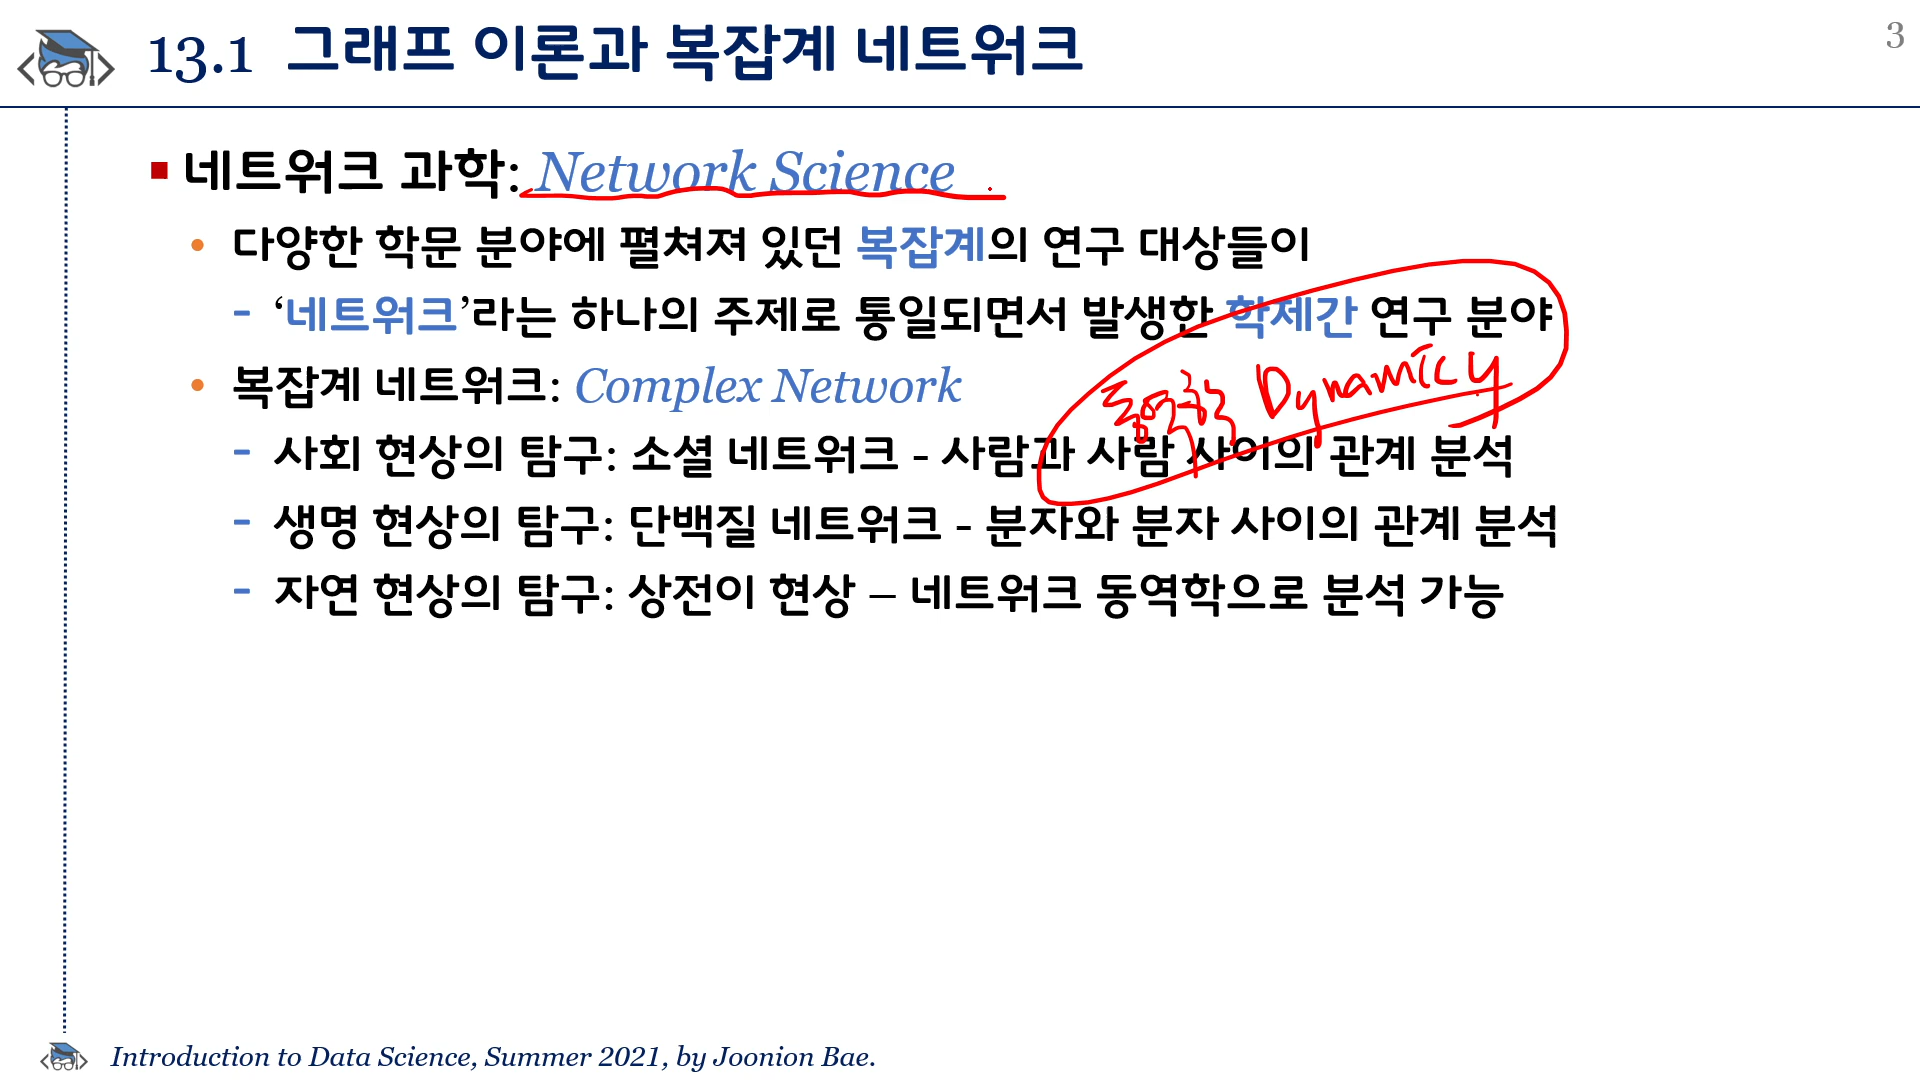 13.1 그래프 이론과 복잡계 네트워크
3
네트워크 과학: Network Science
• 다양한 학문 분야에 펼쳐져 있던 복잡계의 연구 대상들이
- ‘네트워크’라는 하나의 주제로 통일되면서 발생한 학제간 연구 분야
• 복잡계 네트워크: Complex Network
동역학 Dynamicy
- 사회 현상의 탐구: 소셜 네트워크 - 사람과 사람 사이의 관계 분석
- 생명 현상의 탐구: 단백질 네트워크 - 분자와 분자 사이의 관계 분석
- 자연 현상의 탐구: 상전이 현상 – 네트워크 동역학으로 분석 가능
Introduction to Data Science, Summer 2021, by Joonion Bae.